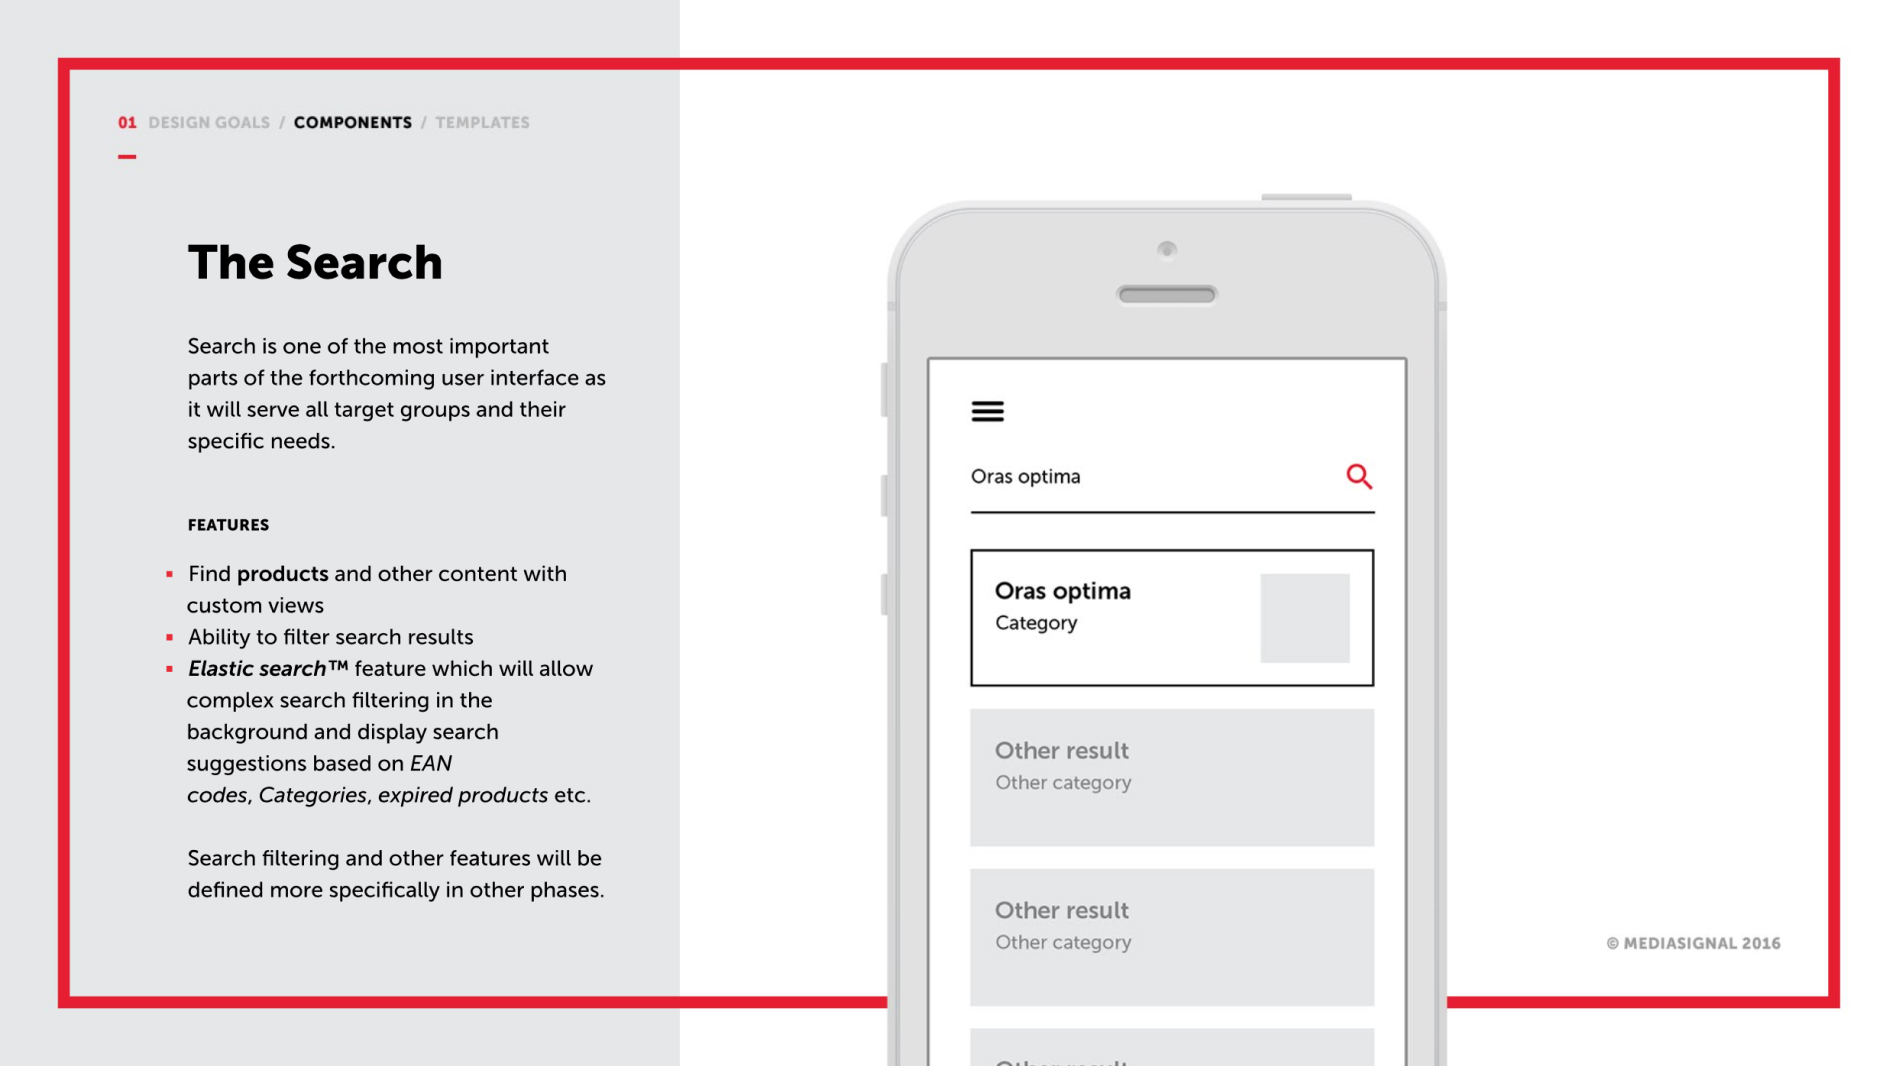 01 DESIGN GOALS / COMPONENTS / TEMPLATES
The Search
Search is one of the most important
parts of the forthcoming user interface as
it will serve all target groups and their
specific needs.
FEATURES
▪ Find products and other content with
custom views
▪ Ability to filter search results
▪ Elastic search™ feature which will allow
complex search filtering in the
background and display search
suggestions based on EAN
codes, Categories, expired products etc.
Search filtering and other features will be
defined more specifically in other phases.
Oras optima
Oras optima
Category
Other result
Other category
Other result
Other category
Other result
© MEDIASIGNAL 2016